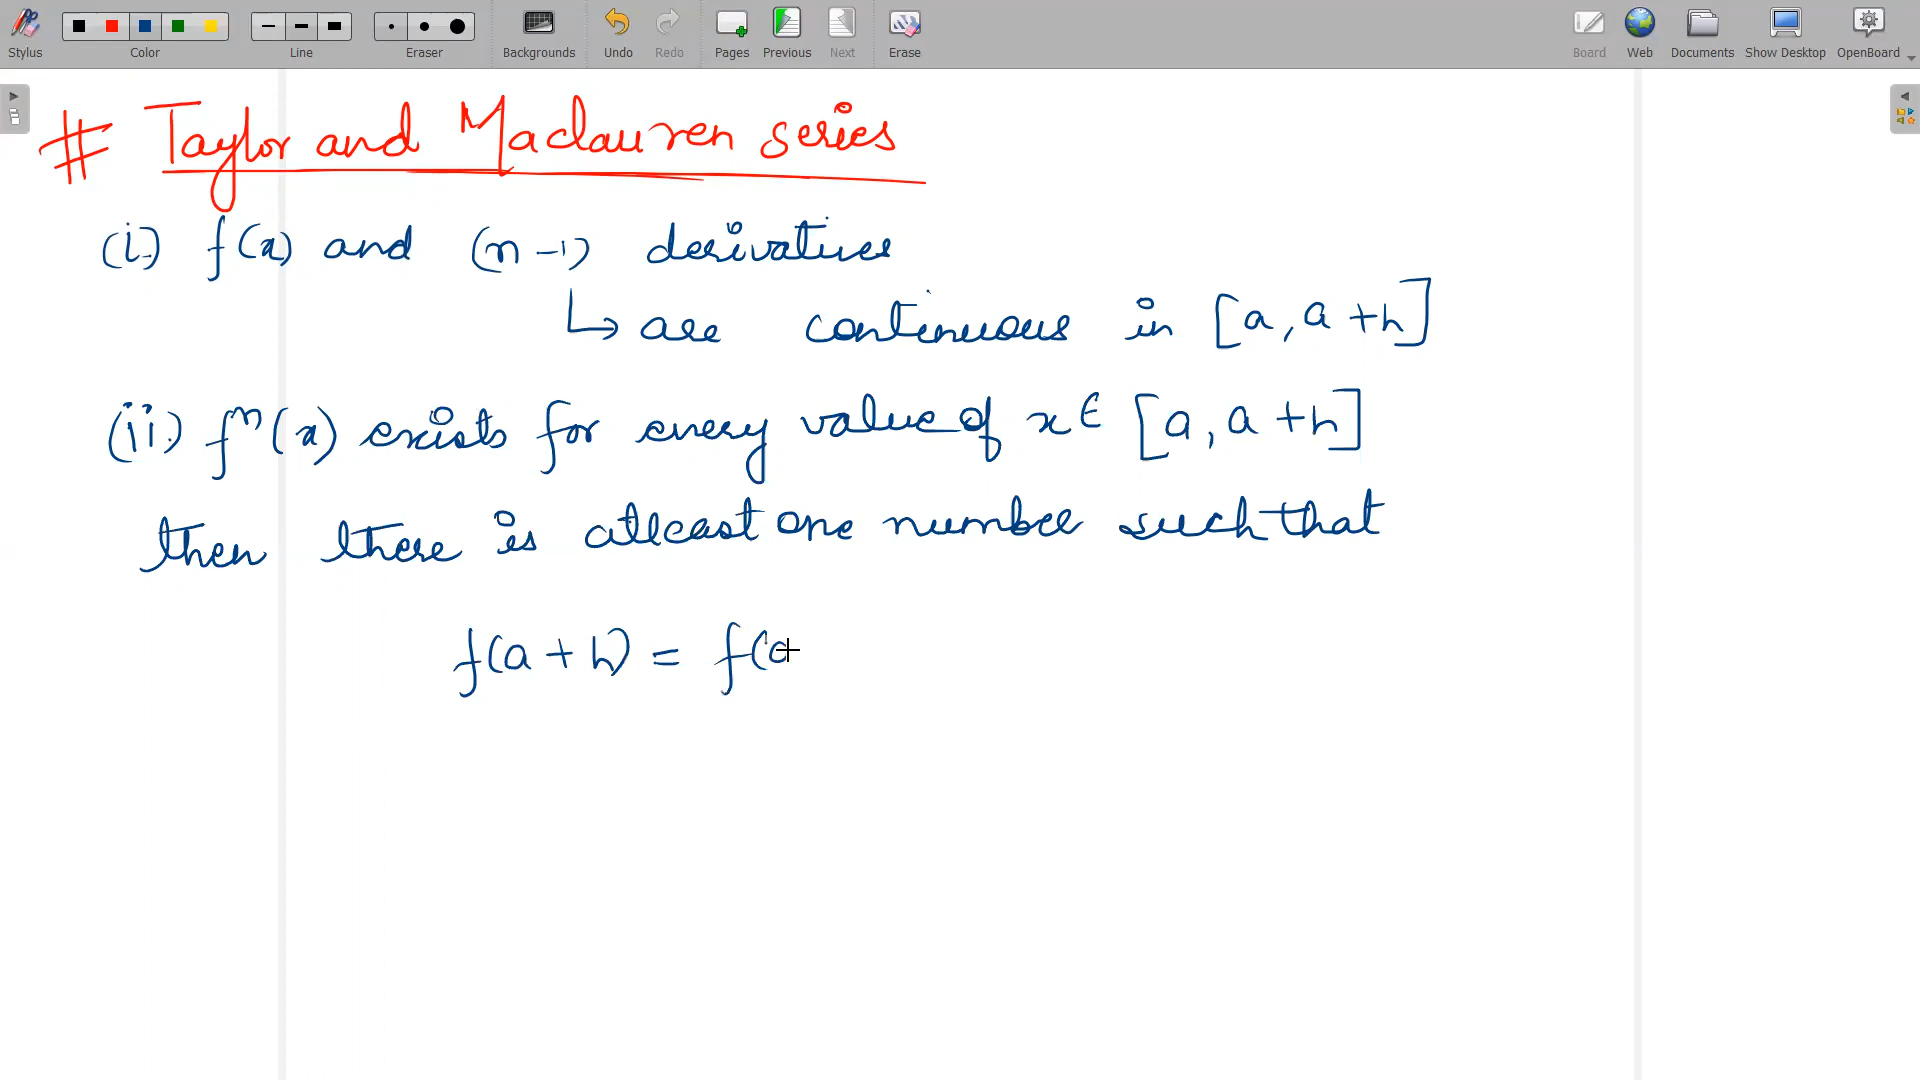 Stylus Color Line Eraser Backgrounds Undo Redo Pages Previous Next Erase Board Web Documents Show Desktop OpenBoard
# Taylor and Maclauren series
(i) f(x) and (n-1) derivatives
↳ are continuous in [a, a+h]
(ii) fⁿ(x) exists for every value of x ∈ [a, a+h]
then there is atleast one number such that
f(a+h) = f(a